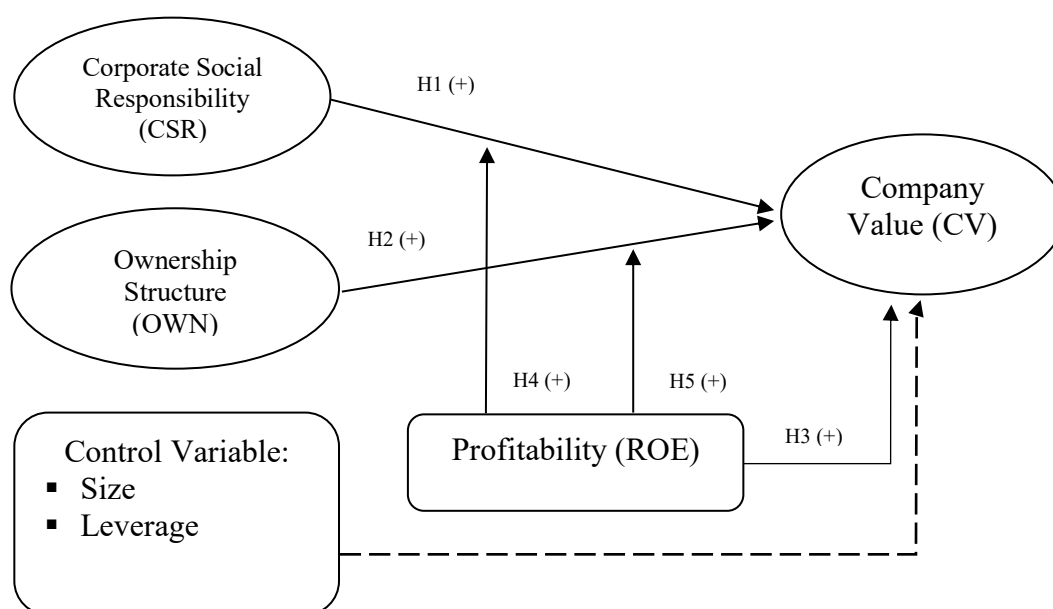 Corporate Social
Responsibility
(CSR)
H1 (+)
Company
Value (CV)
H2 (+)
Ownership
Structure
(OWN)
H4 (+)
H5 (+)
Profitability (ROE)
H3 (+)
Control Variable:
▪ Size
▪ Leverage